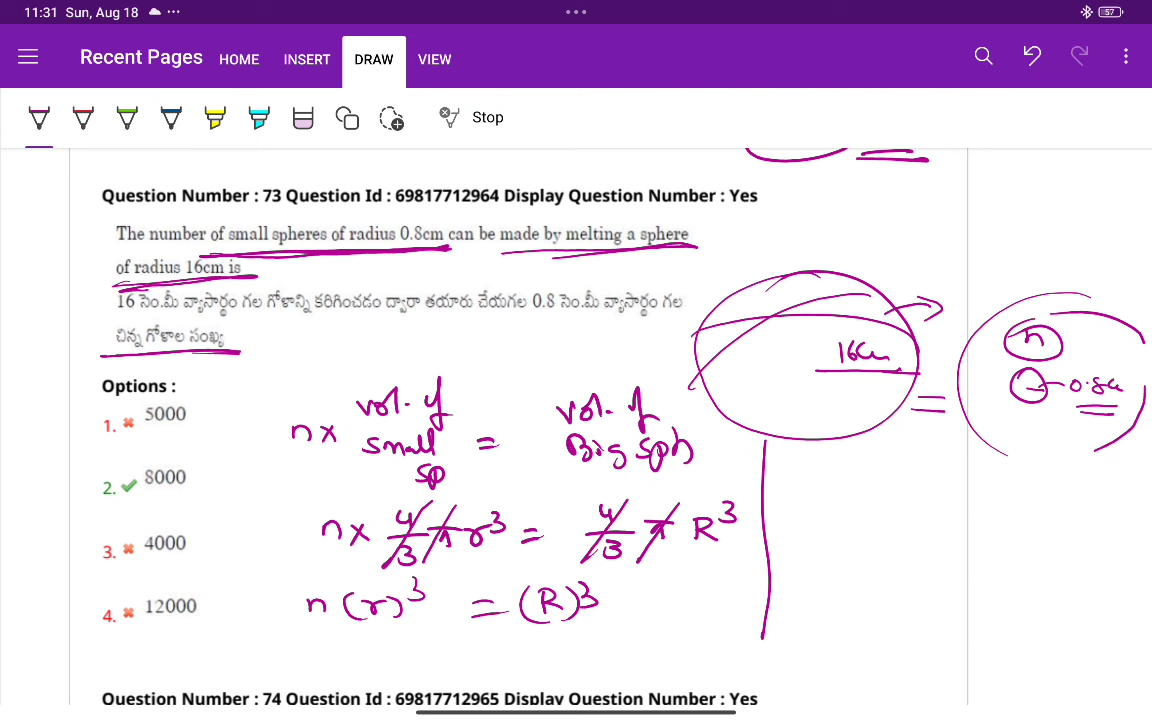 11:31 Sun, Aug 18
57
Recent Pages HOME INSERT DRAW VIEW
Stop
Question Number : 73 Question Id : 69817712964 Display Question Number : Yes
The number of small spheres of radius 0.8cm can be made by melting a sphere
of radius 16cm is
16 సెం.మీ వ్యాసార్థం గల గోళాన్ని కరిగించడం ద్వారా తయారు చేయగల 0.8 సెం.మీ వ్యాసార్థం గల
చిన్న గోళాల సంఖ్య
16cm
n
0.8cm
=
Options :
1. 5000
2. 8000
3. 4000
4. 12000
n× vol. of small sp = vol. of Big sph
n× 4/3 π r³ = 4/3 π R³
n (r)³ = (R)³
Question Number : 74 Question Id : 69817712965 Display Question Number : Yes